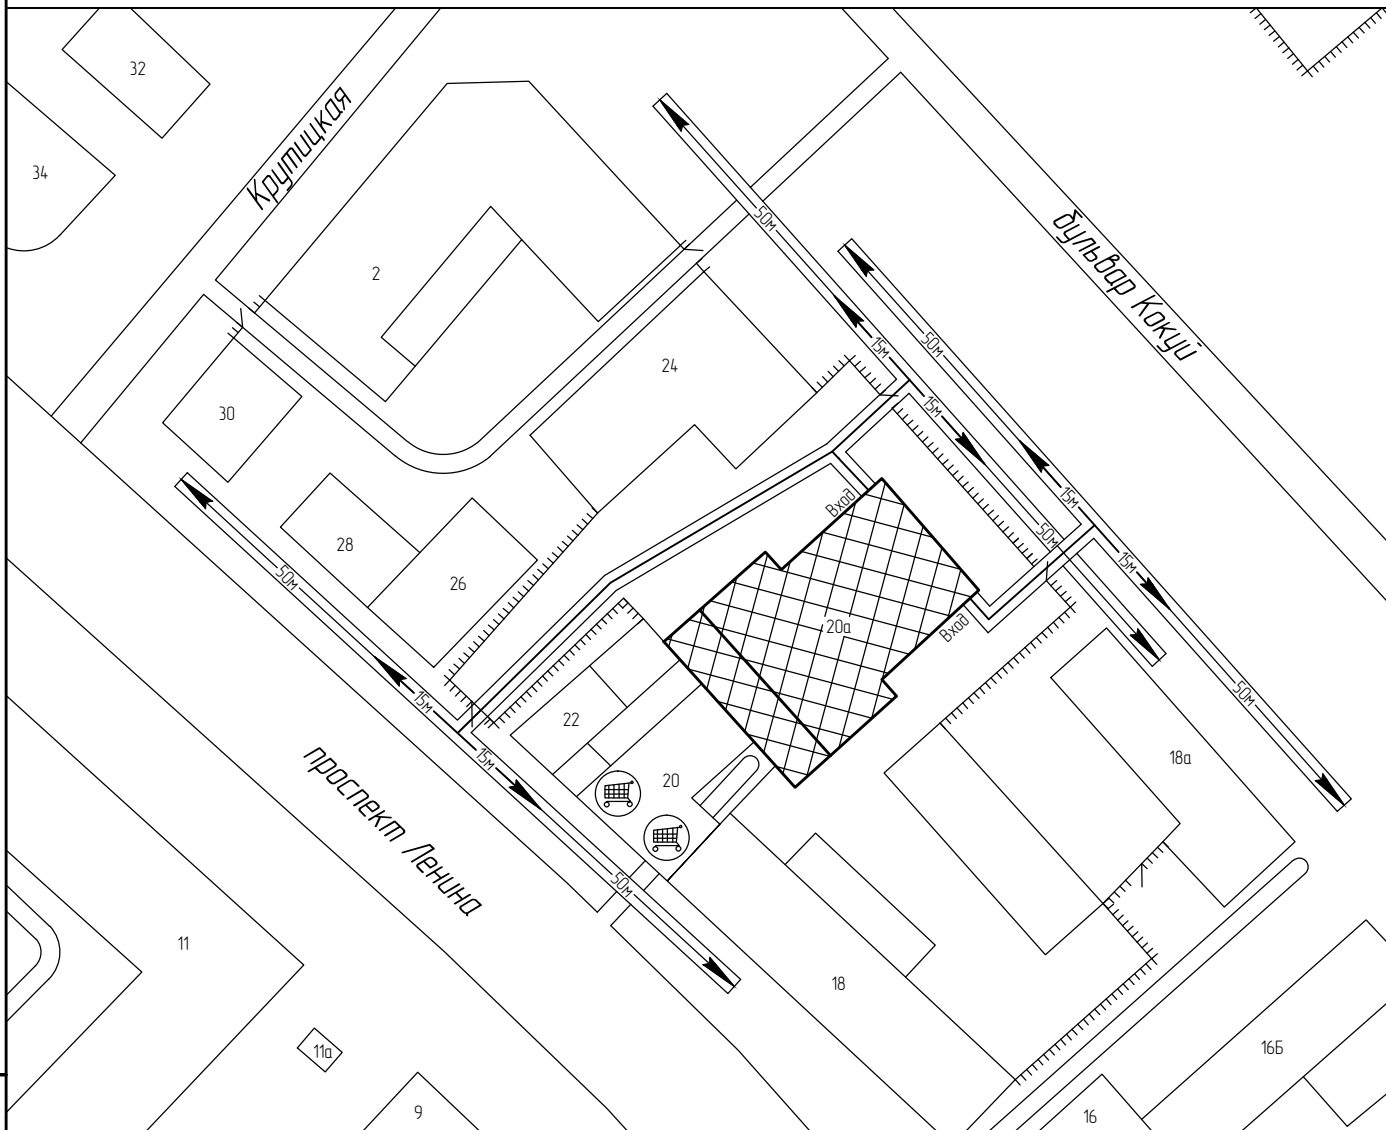 32
34
Крутицкая
50м
бульвар Кокуй
2
15м
50м
24
30
15м
15м
Вход
50м
28
50м
26
15м
20а
Вход
50м
15м
22
15м
18а
20
проспект Ленина
50м
11
18
11а
16Б
9
16